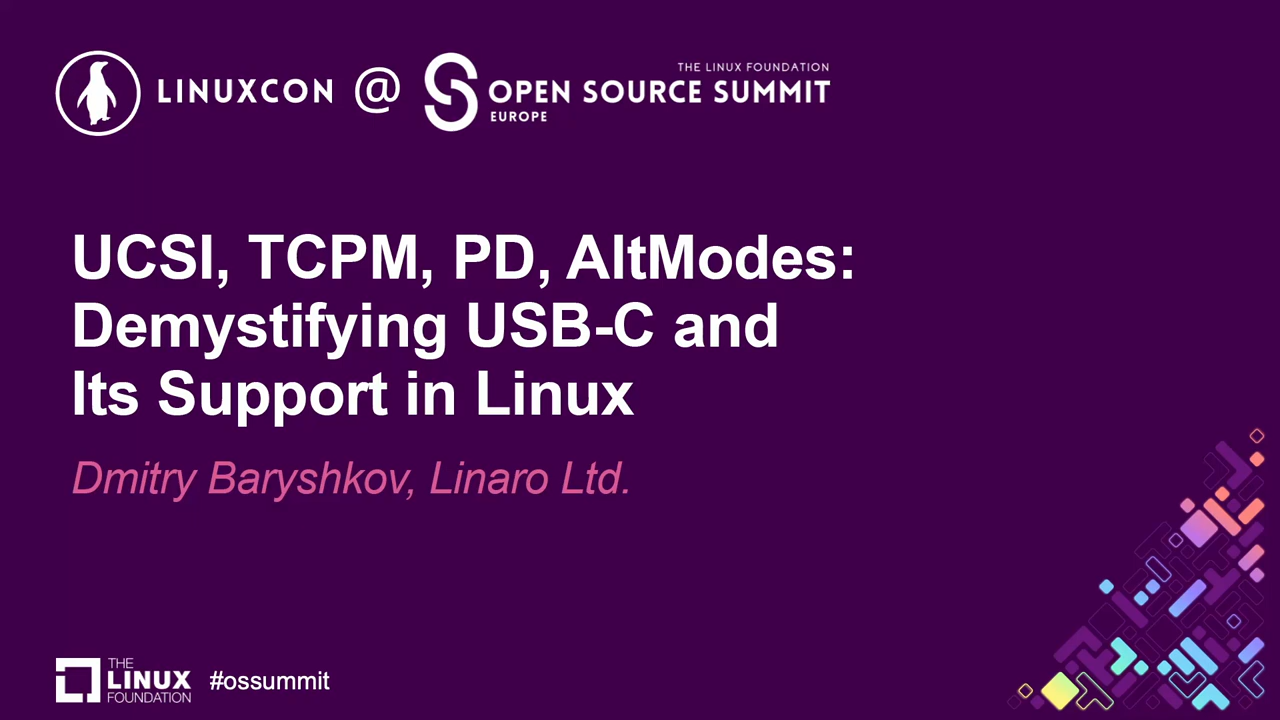 LINUXCON @
THE LINUX FOUNDATION
OPEN SOURCE SUMMIT
EUROPE
UCSI, TCPM, PD, AltModes:
Demystifying USB-C and
Its Support in Linux
Dmitry Baryshkov, Linaro Ltd.
THE
LINUX
FOUNDATION
#ossummit